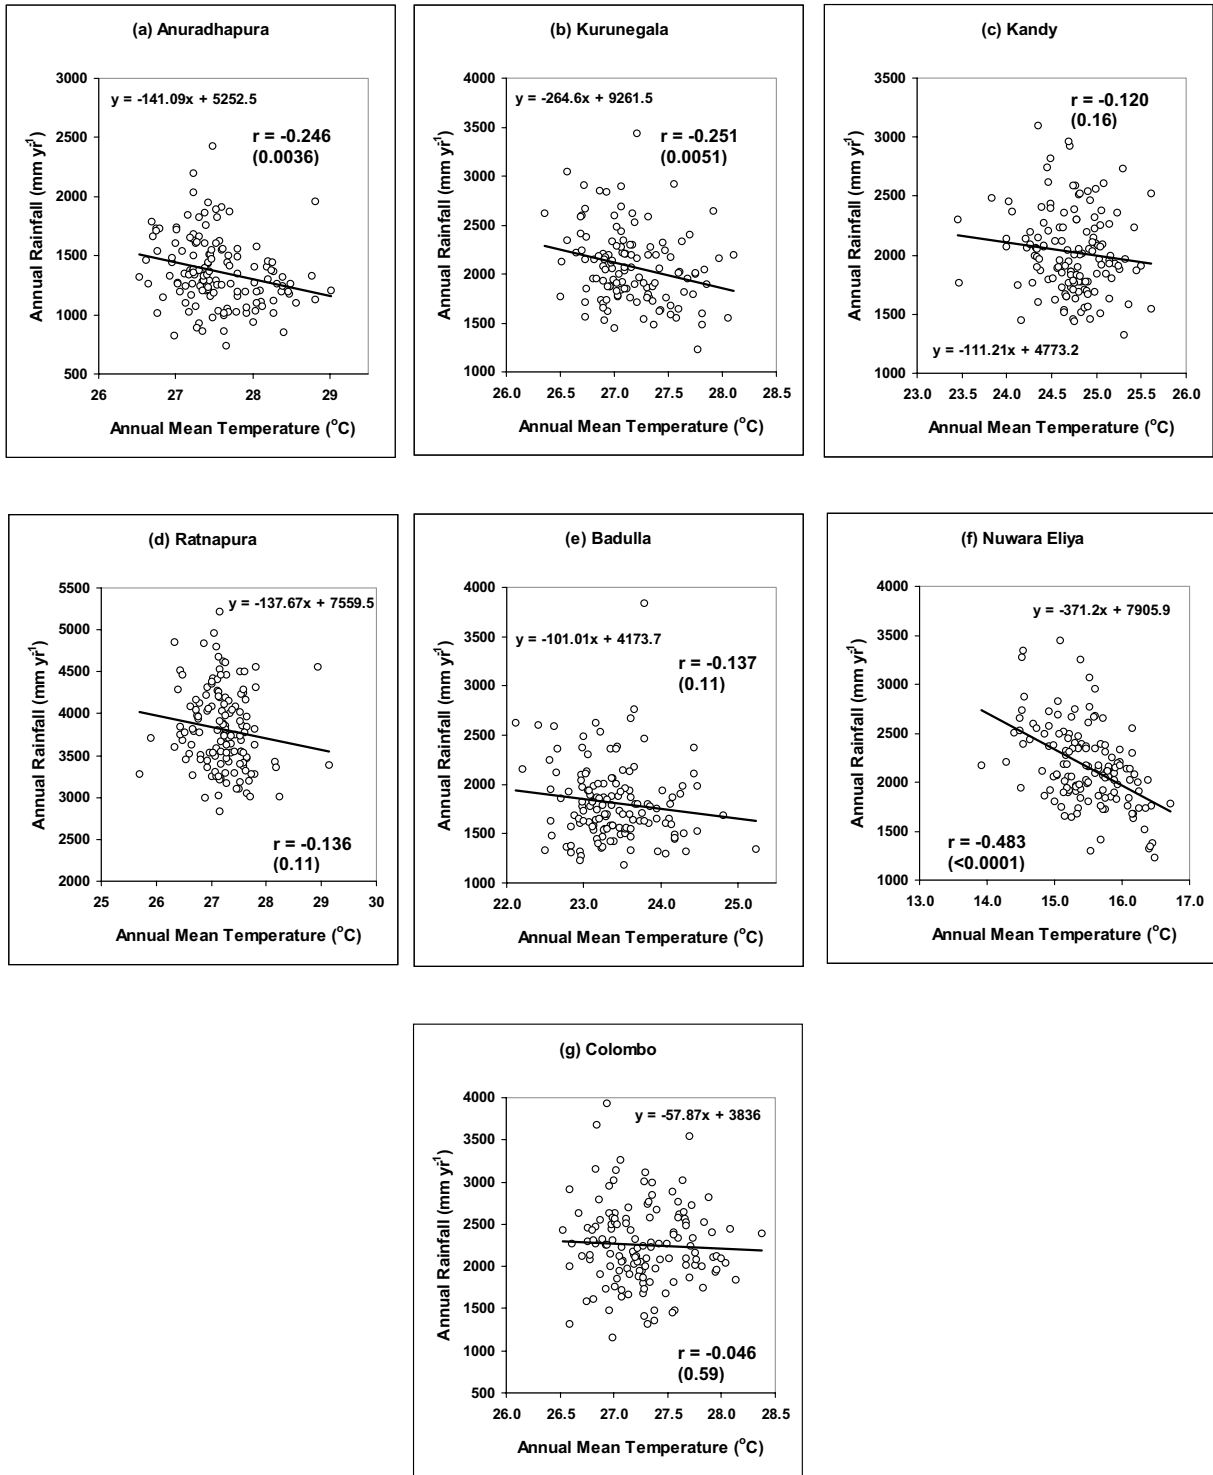 (a) Anuradhapura
3000
2500
2000
1500
1000
500
y = -141.09x + 5252.5
r = -0.246
(0.0036)
26 27 28 29
Annual Mean Temperature (°C)
Annual Rainfall (mm yr-1)
(b) Kurunegala
4000
3500
3000
2500
2000
1500
1000
y = -264.6x + 9261.5
r = -0.251
(0.0051)
26.0 26.5 27.0 27.5 28.0 28.5
Annual Mean Temperature (°C)
Annual Rainfall (mm yr-1)
(c) Kandy
3500
3000
2500
2000
1500
1000
r = -0.120
(0.16)
y = -111.21x + 4773.2
23.0 23.5 24.0 24.5 25.0 25.5 26.0
Annual Mean Temperature (°C)
Annual Rainfall (mm yr-1)
(d) Ratnapura
5500
5000
4500
4000
3500
3000
2500
2000
y = -137.67x + 7559.5
r = -0.136
(0.11)
25 26 27 28 29 30
Annual Mean Temperature (°C)
Annual Rainfall (mm yr-1)
(e) Badulla
4000
3500
3000
2500
2000
1500
1000
y = -101.01x + 4173.7
r = -0.137
(0.11)
22.0 23.0 24.0 25.0
Annual Mean Temperature (°C)
Annual Rainfall (mm yr-1)
(f) Nuwara Eliya
4000
3500
3000
2500
2000
1500
1000
y = -371.2x + 7905.9
r = -0.483
(<0.0001)
13.0 14.0 15.0 16.0 17.0
Annual Mean Temperature (°C)
Annual Rainfall (mm yr-1)
(g) Colombo
4000
3500
3000
2500
2000
1500
1000
500
y = -57.87x + 3836
r = -0.046
(0.59)
26.0 26.5 27.0 27.5 28.0 28.5
Annual Mean Temperature (°C)
Annual Rainfall (mm yr-1)